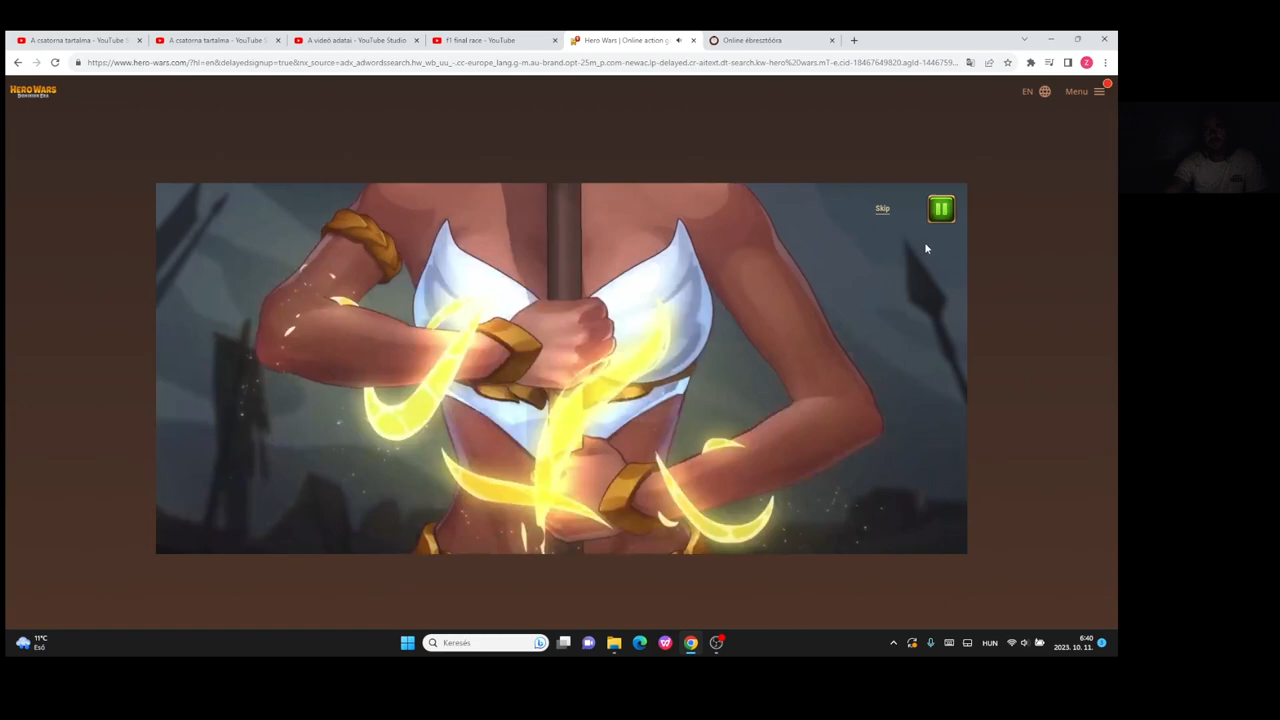 A csatorna tartalma - YouTube S
A csatorna tartalma - YouTube S
A videó adatai - YouTube Studio
f1 final race - YouTube
Hero Wars | Online action g
Online ébresztőóra
https://www.hero-wars.com/?hl=en&delayedsignup=true&nx_source=adx_adwordssearch.hw_wb_uu_-.cc-europe_lang.g-m.au-brand.opt-25m_p.com-newac.lp-delayed.cr-aitext.dt-search.kw-hero%20wars.mT-e.cid-18467649820.agid-1446759...
Z
HERO WARS
DOMINION ERA
EN
Menu
Skip
11°C
Eső
Keresés
HUN
6:40
2023. 10. 11.
1